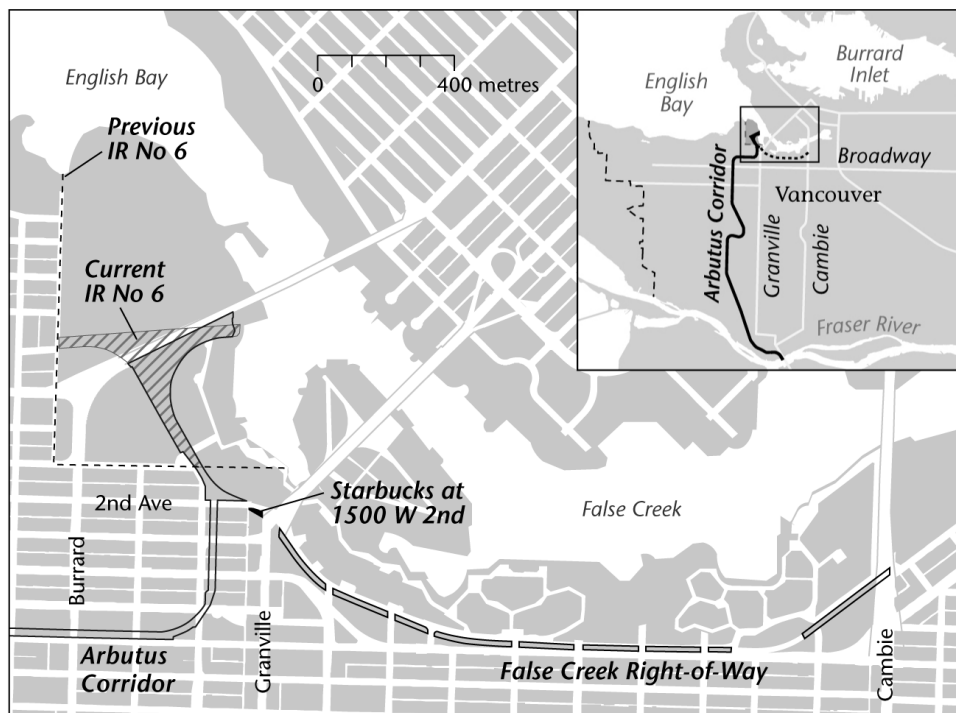 English Bay
Previous
IR No 6
0
400 metres
Current
IR No 6
2nd Ave
Starbucks at
1500 W 2nd
False Creek
Burrard
Granville
Cambie
Arbutus
Corridor
False Creek Right-of-Way
English
Bay
Burrard
Inlet
Broadway
Vancouver
Arbutus Corridor
Granville
Cambie
Fraser River